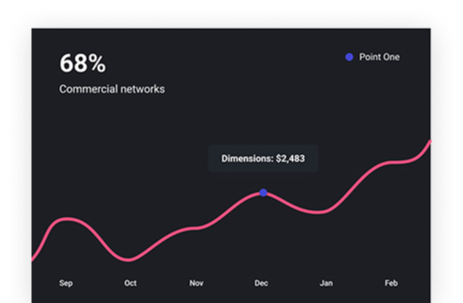 68%
Point One
Commercial networks
Dimensions: $2,483
Sep Oct Nov Dec Jan Feb